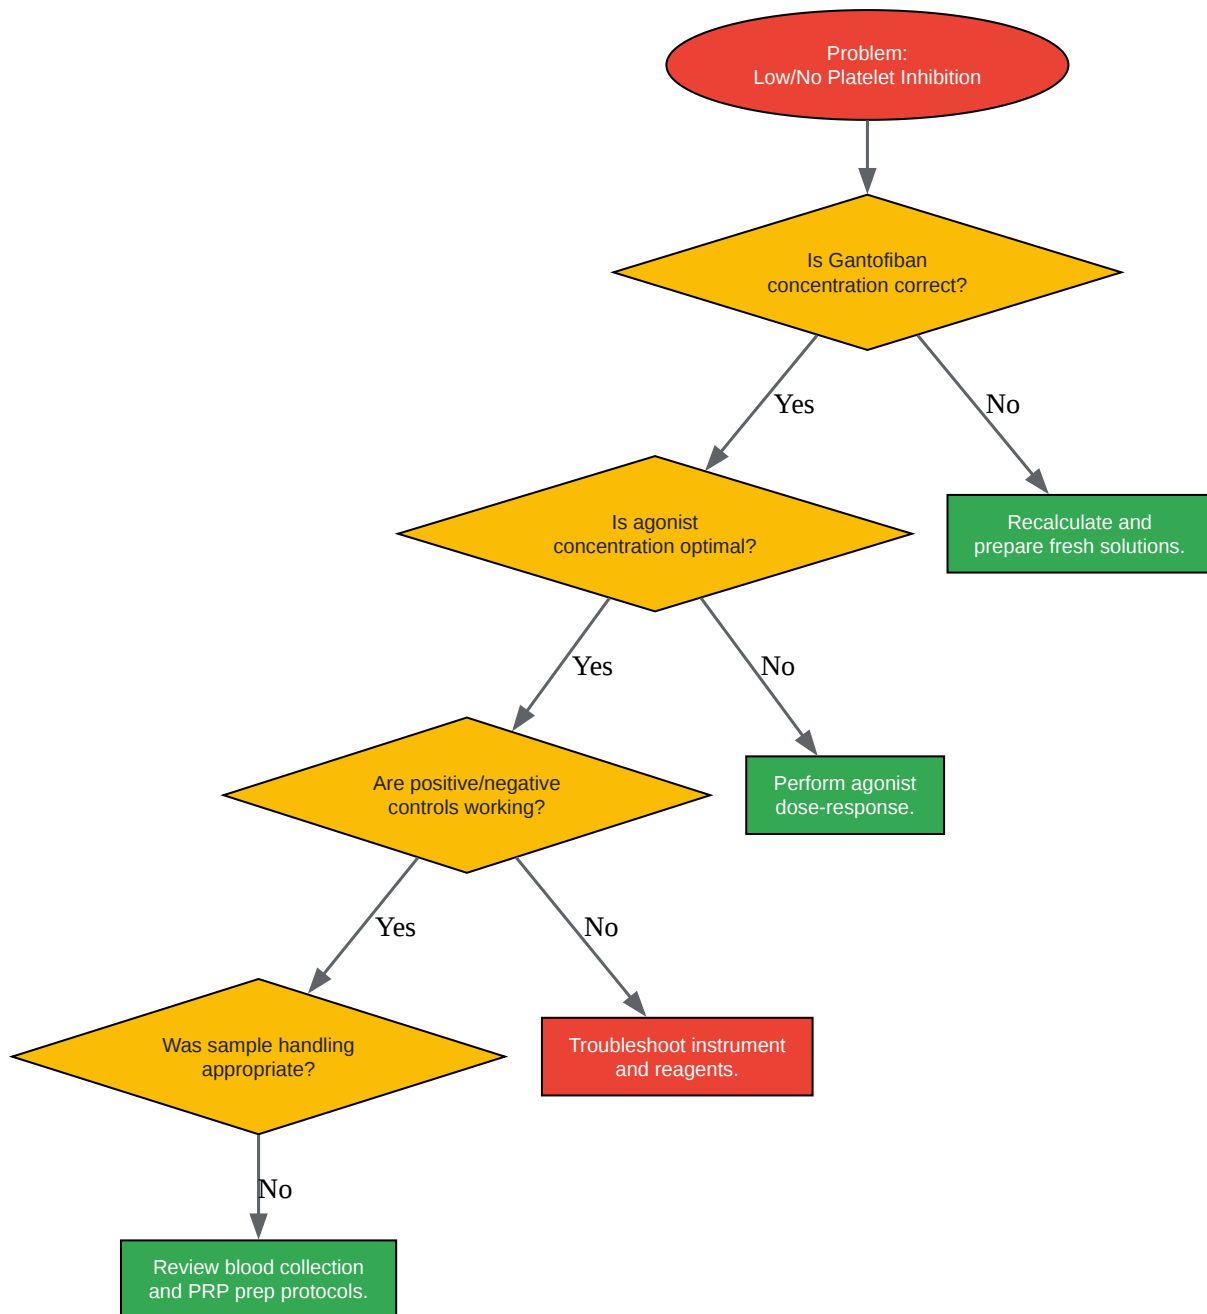 Problem:
Low/No Platelet Inhibition
Is Gantofiban
concentration correct?
Yes
No
Is agonist
concentration optimal?
Recalculate and
prepare fresh solutions.
Yes
No
Are positive/negative
controls working?
Perform agonist
dose-response.
Yes
No
Was sample handling
appropriate?
Troubleshoot instrument
and reagents.
No
Review blood collection
and PRP prep protocols.